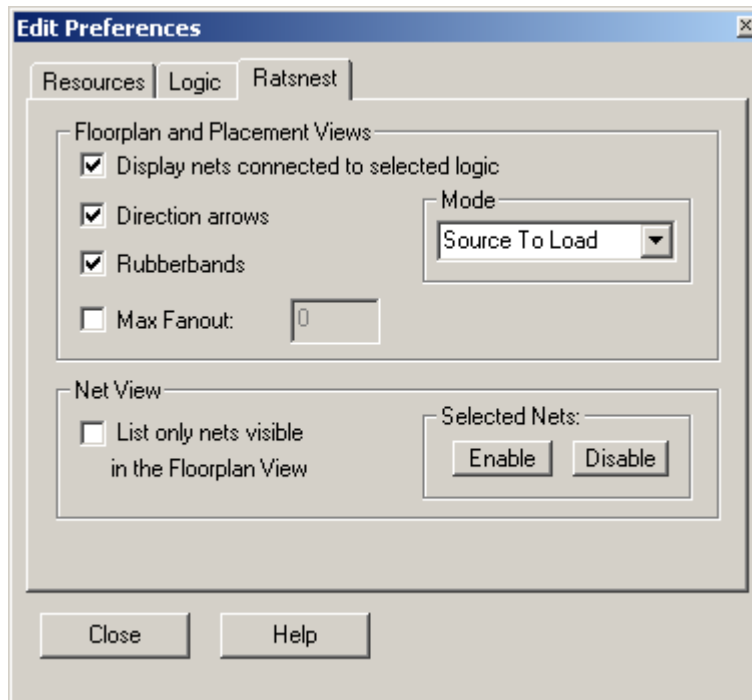 Edit Preferences
Resources Logic Ratsnest
Floorplan and Placement Views
Display nets connected to selected logic
Direction arrows
Mode
Source To Load
Rubberbands
Max Fanout: 0
Net View
List only nets visible
in the Floorplan View
Selected Nets:
Enable Disable
Close Help